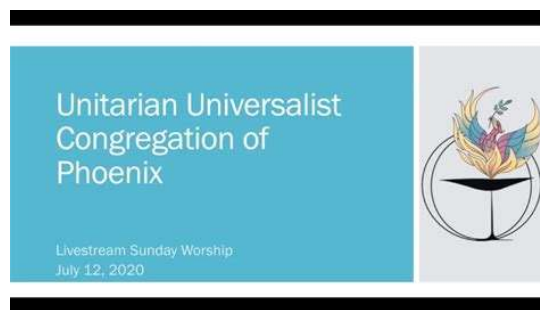 Unitarian Universalist
Congregation of
Phoenix
Livestream Sunday Worship
July 12, 2020